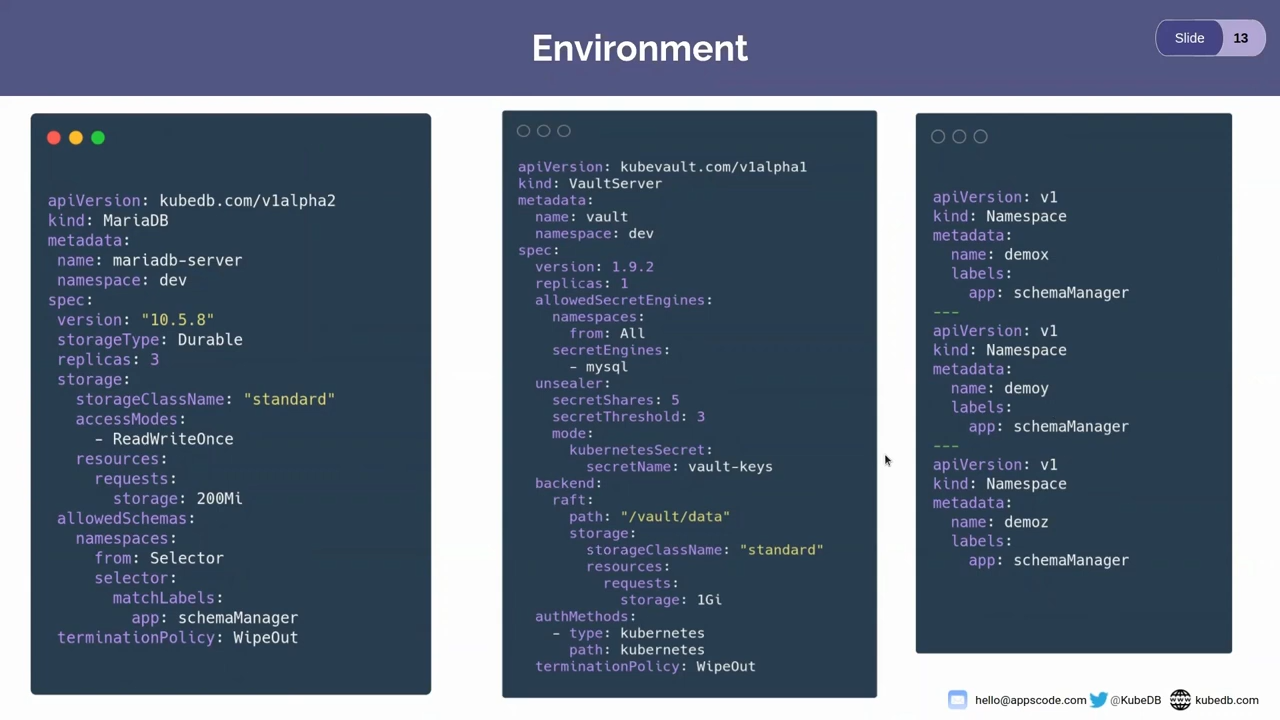 Environment
Slide 13
apiVersion: kubedb.com/v1alpha2
kind: MariaDB
metadata:
 name: mariadb-server
 namespace: dev
spec:
 version: "10.5.8"
 storageType: Durable
 replicas: 3
 storage:
   storageClassName: "standard"
   accessModes:
     - ReadWriteOnce
   resources:
     requests:
       storage: 200Mi
 allowedSchemas:
   namespaces:
     from: Selector
     selector:
       matchLabels:
         app: schemaManager
 terminationPolicy: WipeOut
apiVersion: kubevault.com/v1alpha1
kind: VaultServer
metadata:
  name: vault
  namespace: dev
spec:
  version: 1.9.2
  replicas: 1
  allowedSecretEngines:
    namespaces:
      from: All
    secretEngines:
      - mysql
  unsealer:
    secretShares: 5
    secretThreshold: 3
    mode:
      kubernetesSecret:
        secretName: vault-keys
  backend:
    raft:
      path: "/vault/data"
      storage:
        storageClassName: "standard"
        resources:
          requests:
            storage: 1Gi
  authMethods:
    - type: kubernetes
      path: kubernetes
  terminationPolicy: WipeOut
apiVersion: v1
kind: Namespace
metadata:
  name: demox
  labels:
    app: schemaManager
---
apiVersion: v1
kind: Namespace
metadata:
  name: demoy
  labels:
    app: schemaManager
---
apiVersion: v1
kind: Namespace
metadata:
  name: demoz
  labels:
    app: schemaManager
hello@appscode.com @KubeDB kubedb.com